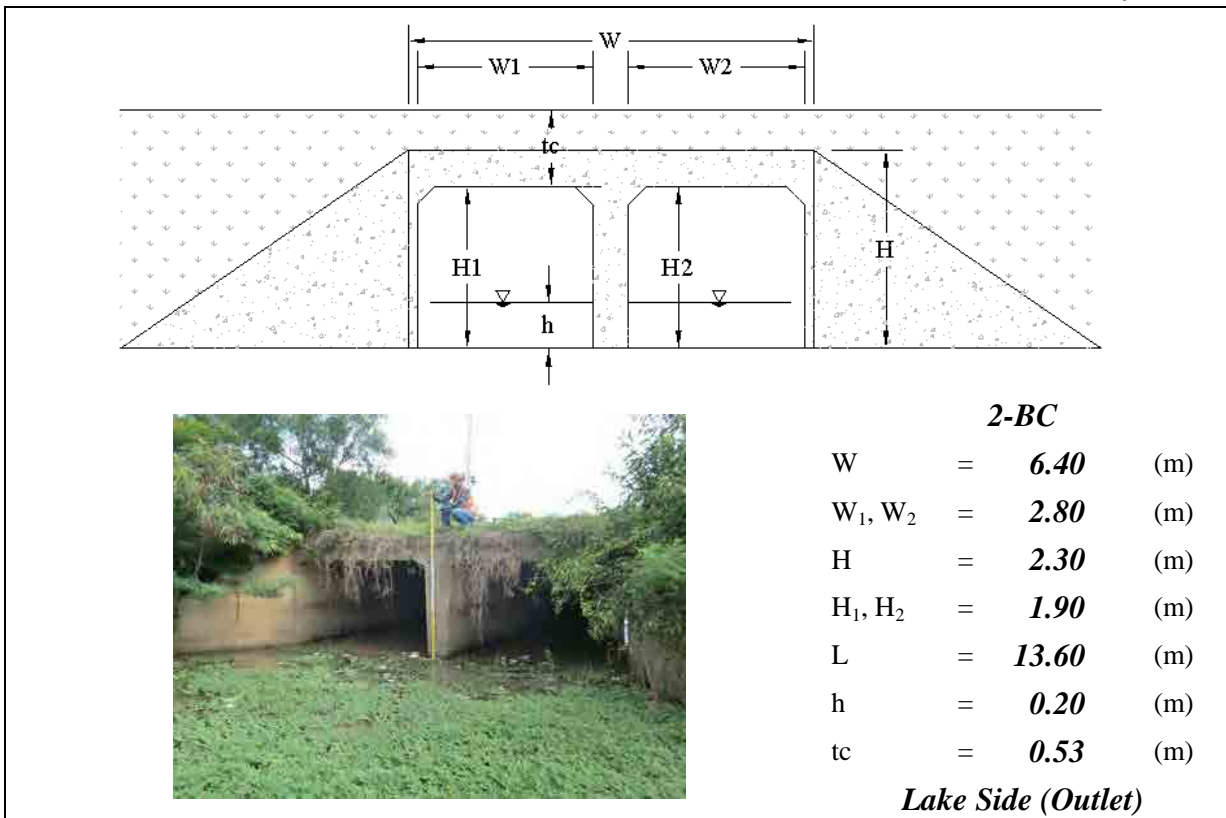 W
W1 W2
tc
H1 H2 H
h
2-BC
W = 6.40 (m)
W₁, W₂ = 2.80 (m)
H = 2.30 (m)
H₁, H₂ = 1.90 (m)
L = 13.60 (m)
h = 0.20 (m)
tc = 0.53 (m)
Lake Side (Outlet)